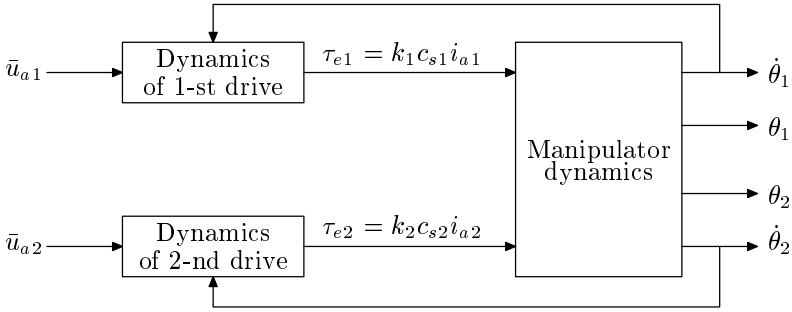 ū_{a1}
Dynamics
of 1-st drive
τ_{e1} = k_1 c_{s1} i_{a1}
θ̇_1
θ_1
Manipulator
dynamics
θ_2
ū_{a2}
Dynamics
of 2-nd drive
τ_{e2} = k_2 c_{s2} i_{a2}
θ̇_2